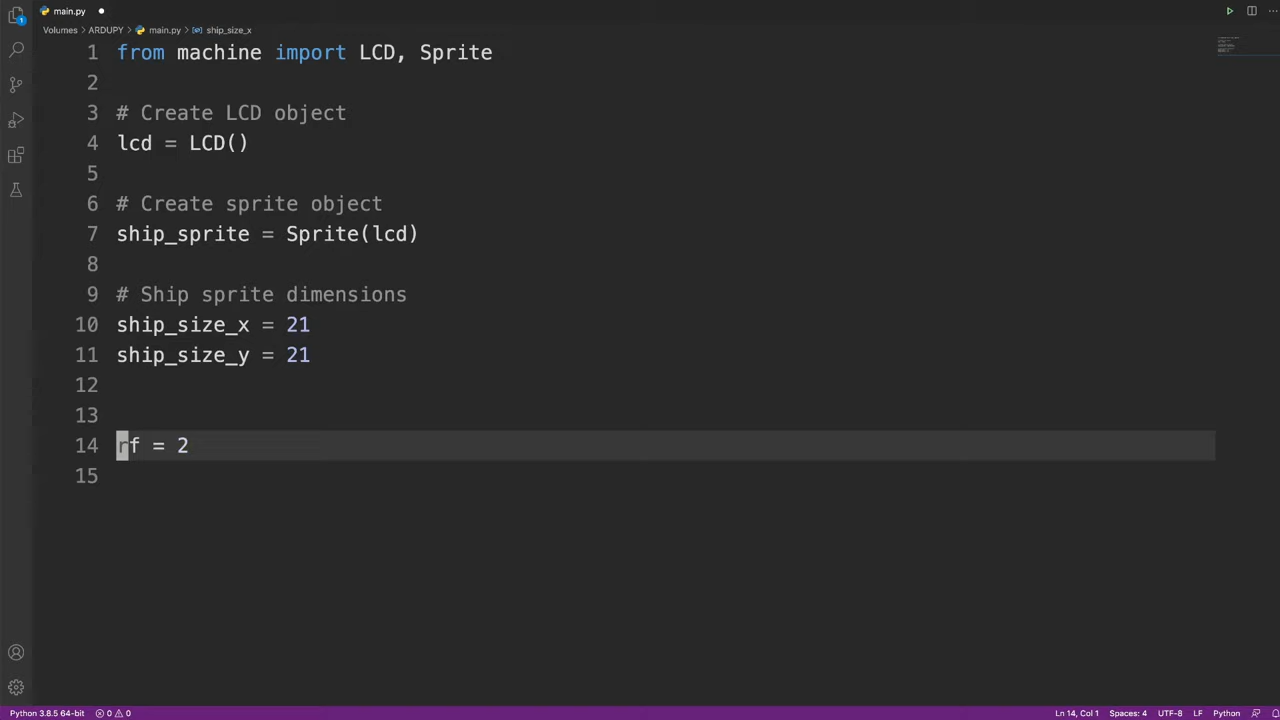 main.py
Volumes > ARDUPY > main.py > ship_size_x
1 from machine import LCD, Sprite
2
3 # Create LCD object
4 lcd = LCD()
5
6 # Create sprite object
7 ship_sprite = Sprite(lcd)
8
9 # Ship sprite dimensions
10 ship_size_x = 21
11 ship_size_y = 21
12
13
14 rf = 2
15
1
Python 3.8.5 64-bit 0 0 Ln 14, Col 1 Spaces: 4 UTF-8 LF Python